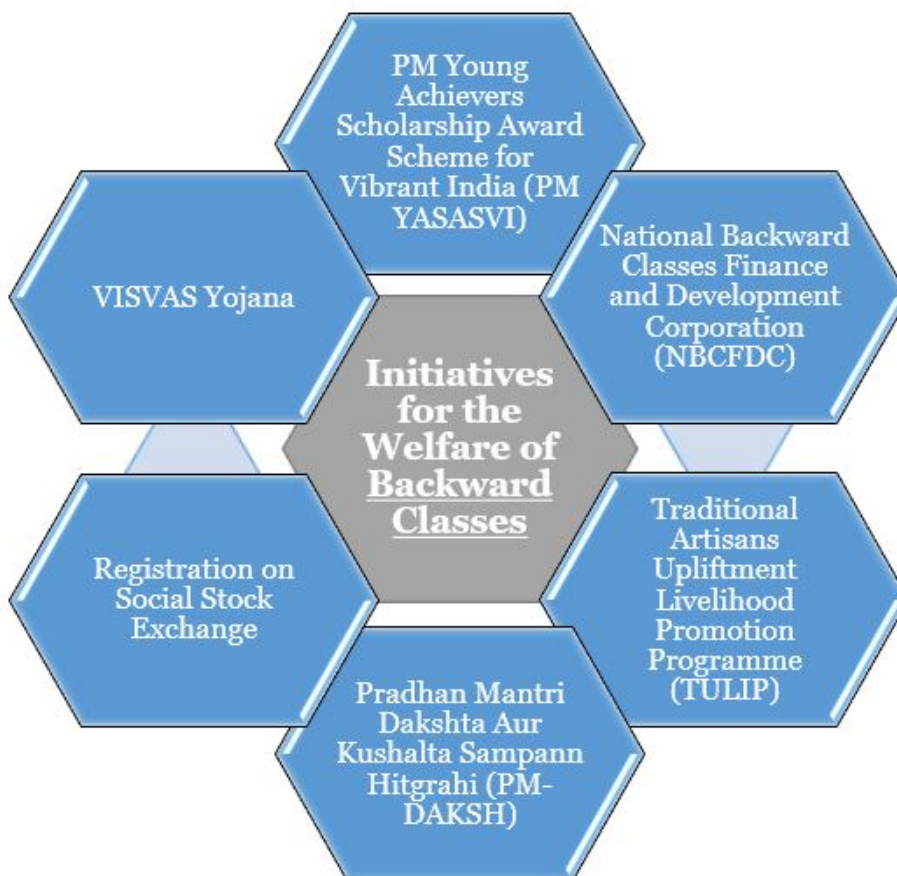 PM Young
Achievers
Scholarship Award
Scheme for
Vibrant India (PM
YASASVI)
National Backward
Classes Finance
and Development
Corporation
(NBCFDC)
Traditional
Artisans
Upliftment
Livelihood
Promotion
Programme
(TULIP)
Pradhan Mantri
Dakshta Aur
Kushalta Sampann
Hitgrahi (PM-
DAKSH)
Registration on
Social Stock
Exchange
VISVAS Yojana
Initiatives
for the
Welfare of
Backward
Classes